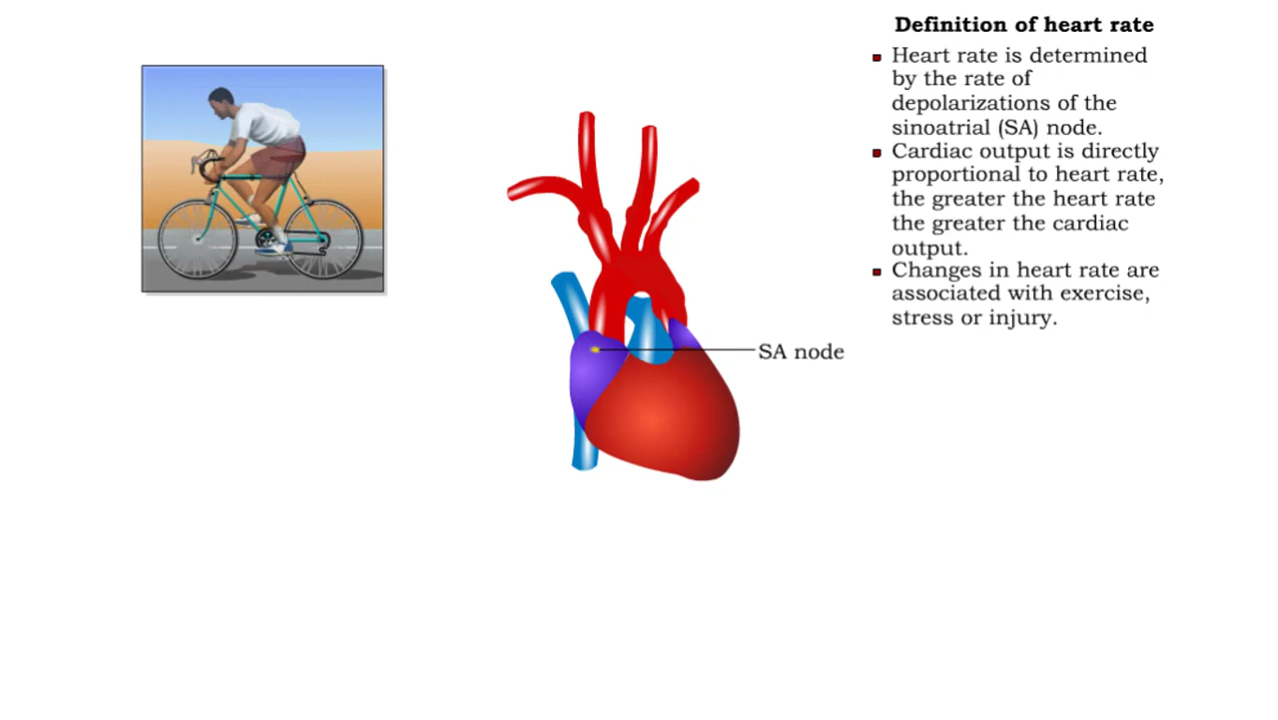 Definition of heart rate
Heart rate is determined
by the rate of
depolarizations of the
sinoatrial (SA) node.
Cardiac output is directly
proportional to heart rate,
the greater the heart rate
the greater the cardiac
output.
Changes in heart rate are
associated with exercise,
stress or injury.
SA node